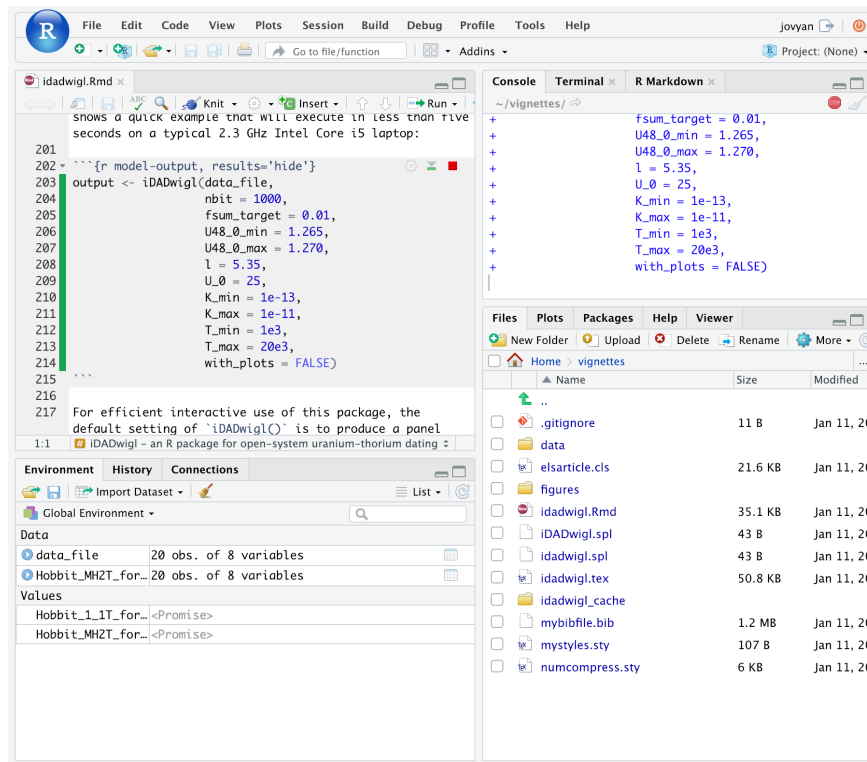 R
File Edit Code View Plots Session Build Debug Profile Tools Help
jovyan
Go to file/function
Addins
R Project: (None)
idadwigl.Rmd
ABC Knit Insert Run
shows a quick example that will execute in less than five
seconds on a typical 2.3 GHz Intel Core i5 laptop:
201
202 ```{r model-output, results='hide'}
203 output <- iDADwigl(data_file,
204 nbit = 1000,
205 fsum_target = 0.01,
206 U48_0_min = 1.265,
207 U48_0_max = 1.270,
208 l = 5.35,
209 U_0 = 25,
210 K_min = 1e-13,
211 K_max = 1e-11,
212 T_min = 1e3,
213 T_max = 20e3,
214 with_plots = FALSE)
215 ```
216
217 For efficient interactive use of this package, the
default setting of `iDADwigl()` is to produce a panel
1:1 # iDADwigl – an R package for open-system uranium-thorium dating
Environment History Connections
Import Dataset List
Global Environment
Data
data_file 20 obs. of 8 variables
Hobbit_MH2T_for… 20 obs. of 8 variables
Values
Hobbit_1_1T_for… <Promise>
Hobbit_MH2T_for… <Promise>
Console Terminal R Markdown
~/vignettes/
STOP
+ fsum_target = 0.01,
+ U48_0_min = 1.265,
+ U48_0_max = 1.270,
+ l = 5.35,
+ U_0 = 25,
+ K_min = 1e-13,
+ K_max = 1e-11,
+ T_min = 1e3,
+ T_max = 20e3,
+ with_plots = FALSE)
Files Plots Packages Help Viewer
New Folder Upload Delete Rename More
Home > vignettes ...
Name Size Modified
..
.gitignore 11 B Jan 11, 20
data
elsarticle.cls 21.6 KB Jan 11, 20
figures
idadwigl.Rmd 35.1 KB Jan 11, 20
iDADwigl.spl 43 B Jan 11, 20
idadwigl.spl 43 B Jan 11, 20
idadwigl.tex 50.8 KB Jan 11, 20
idadwigl_cache
mybibfile.bib 1.2 MB Jan 11, 20
mystyles.sty 107 B Jan 11, 20
numcompress.sty 6 KB Jan 11, 20